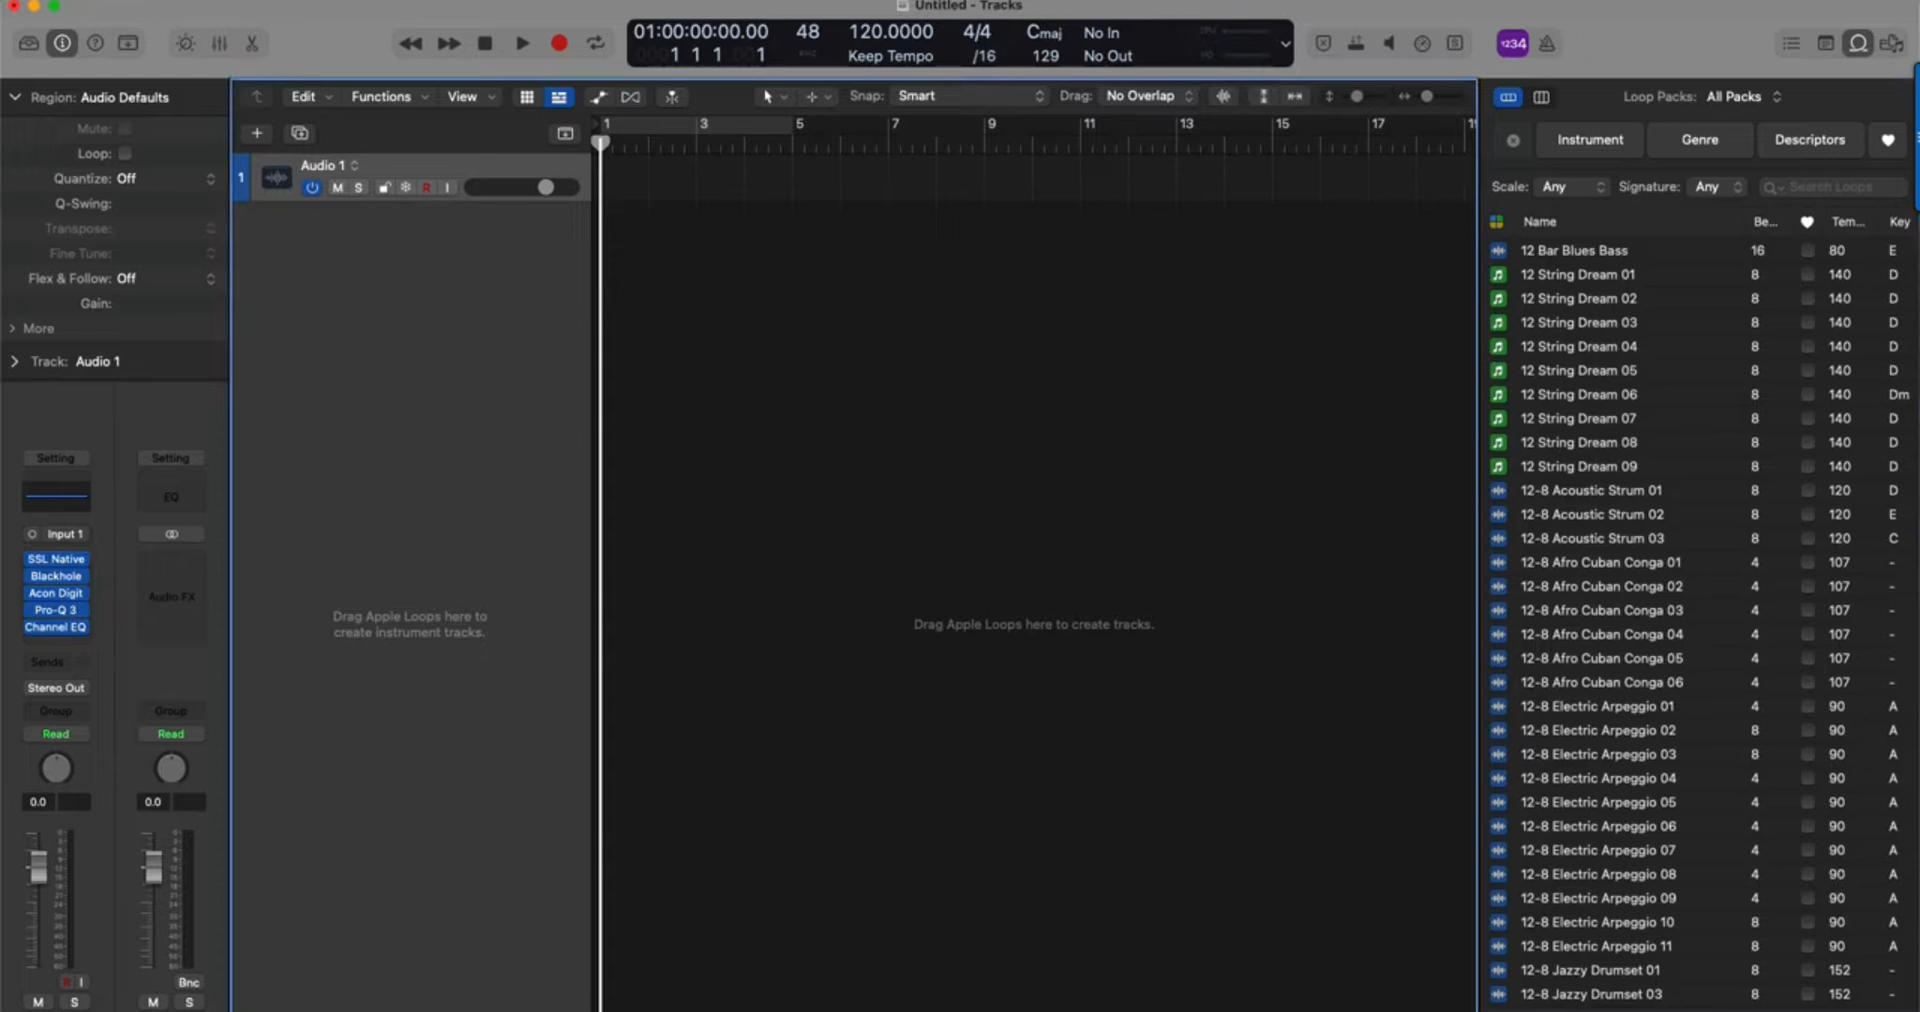 Untitled - Tracks
01:00:00:00.00 48 120.0000 4/4 Cmaj No In
1 1 1 1 Keep Tempo /16 129 No Out
1234
Region: Audio Defaults
Mute:
Loop:
Quantize: Off
Q-Swing:
Transpose:
Fine Tune:
Flex & Follow: Off
Gain:
More
Track: Audio 1
Setting Setting
EQ
Input 1
SSL Native
Blackhole
Acon Digit
Pro-Q 3
Channel EQ
Audio FX
Sends
Stereo Out
Group Group
Read Read
0.0 0.0
R I Bnc
M S M S
Edit Functions View Snap: Smart Drag: No Overlap
1 3 5 7 9 11 13 15 17
1 Audio 1
M S R I
Drag Apple Loops here to
create instrument tracks.
Drag Apple Loops here to create tracks.
Loop Packs: All Packs
Instrument Genre Descriptors
Scale: Any Signature: Any Search Loops
Name Be... Tem... Key
12 Bar Blues Bass 16 80 E
12 String Dream 01 8 140 D
12 String Dream 02 8 140 D
12 String Dream 03 8 140 D
12 String Dream 04 8 140 D
12 String Dream 05 8 140 D
12 String Dream 06 8 140 Dm
12 String Dream 07 8 140 D
12 String Dream 08 8 140 D
12 String Dream 09 8 140 D
12-8 Acoustic Strum 01 8 120 D
12-8 Acoustic Strum 02 8 120 E
12-8 Acoustic Strum 03 8 120 C
12-8 Afro Cuban Conga 01 4 107 -
12-8 Afro Cuban Conga 02 4 107 -
12-8 Afro Cuban Conga 03 4 107 -
12-8 Afro Cuban Conga 04 4 107 -
12-8 Afro Cuban Conga 05 4 107 -
12-8 Afro Cuban Conga 06 4 107 -
12-8 Electric Arpeggio 01 4 90 A
12-8 Electric Arpeggio 02 8 90 A
12-8 Electric Arpeggio 03 8 90 A
12-8 Electric Arpeggio 04 4 90 A
12-8 Electric Arpeggio 05 4 90 A
12-8 Electric Arpeggio 06 4 90 A
12-8 Electric Arpeggio 07 4 90 A
12-8 Electric Arpeggio 08 4 90 A
12-8 Electric Arpeggio 09 4 90 A
12-8 Electric Arpeggio 10 8 90 A
12-8 Electric Arpeggio 11 8 90 A
12-8 Jazzy Drumset 01 8 152 -
12-8 Jazzy Drumset 03 8 152 -